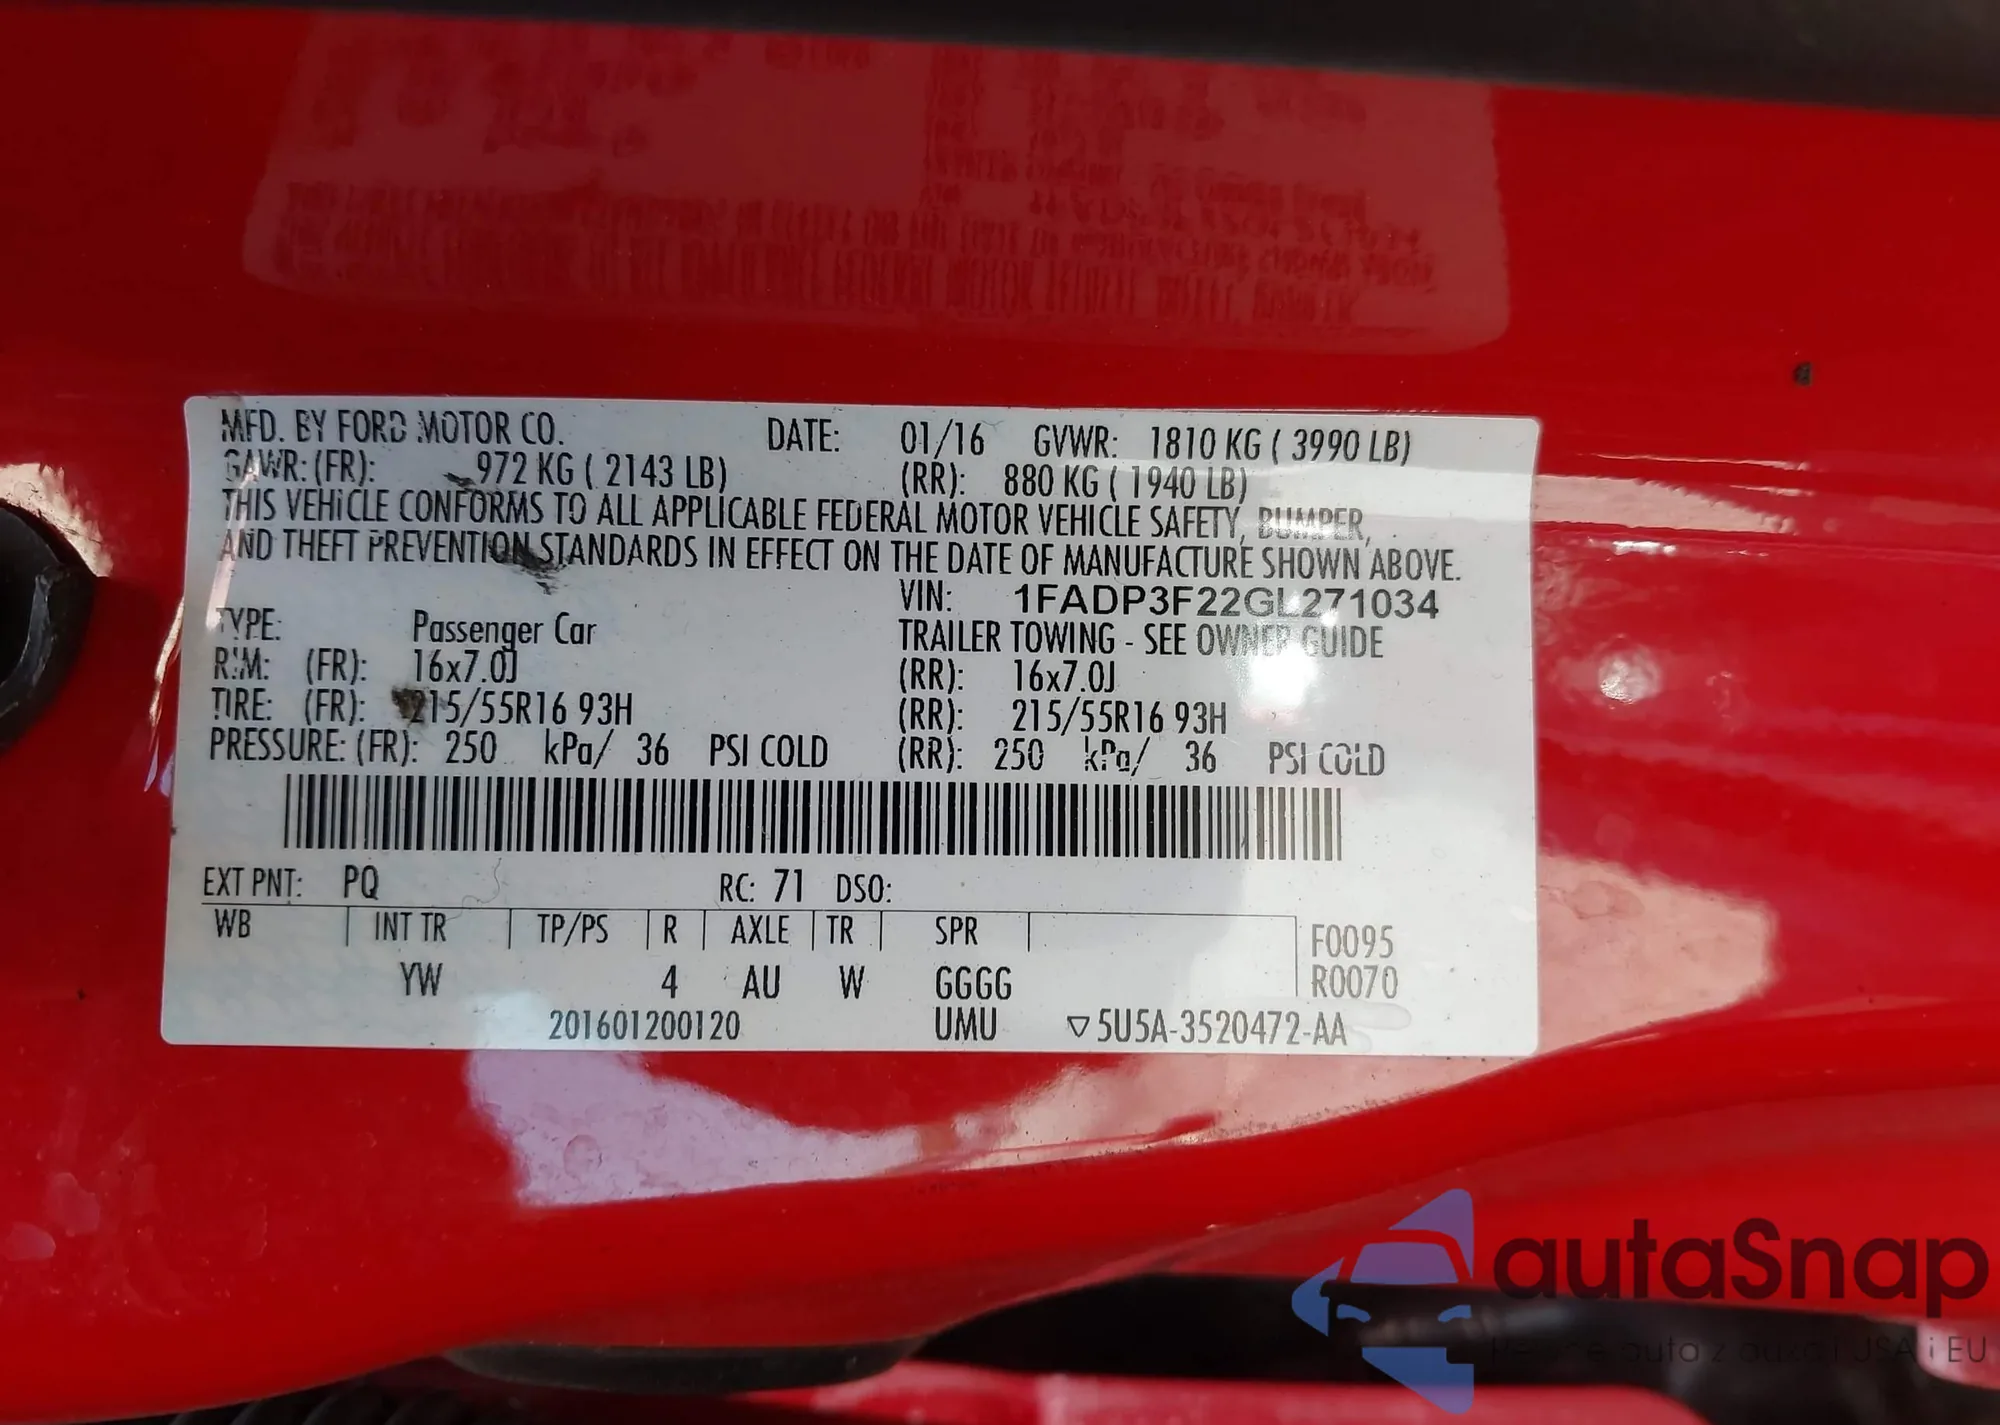 MFD. BY FORD MOTOR CO. DATE: 01/16 GVWR: 1810 KG ( 3990 LB)
GAWR: (FR): 972 KG ( 2143 LB) (RR): 880 KG ( 1940 LB)
THIS VEHICLE CONFORMS TO ALL APPLICABLE FEDERAL MOTOR VEHICLE SAFETY, BUMPER,
AND THEFT PREVENTION STANDARDS IN EFFECT ON THE DATE OF MANUFACTURE SHOWN ABOVE.
VIN: 1FADP3F22GL271034
TYPE: Passenger Car TRAILER TOWING - SEE OWNER GUIDE
RIM: (FR): 16x7.0J (RR): 16x7.0J
TIRE: (FR): 215/55R16 93H (RR): 215/55R16 93H
PRESSURE: (FR): 250 kPa/ 36 PSI COLD (RR): 250 kPa/ 36 PSI COLD
EXT PNT: PQ RC: 71 DSO:
WB INT TR TP/PS R AXLE TR SPR F0095
YW 4 AU W GGGG R0070
201601200120 UMU ▽5U5A-3520472-AA
autaSnap
auta z USA i EU